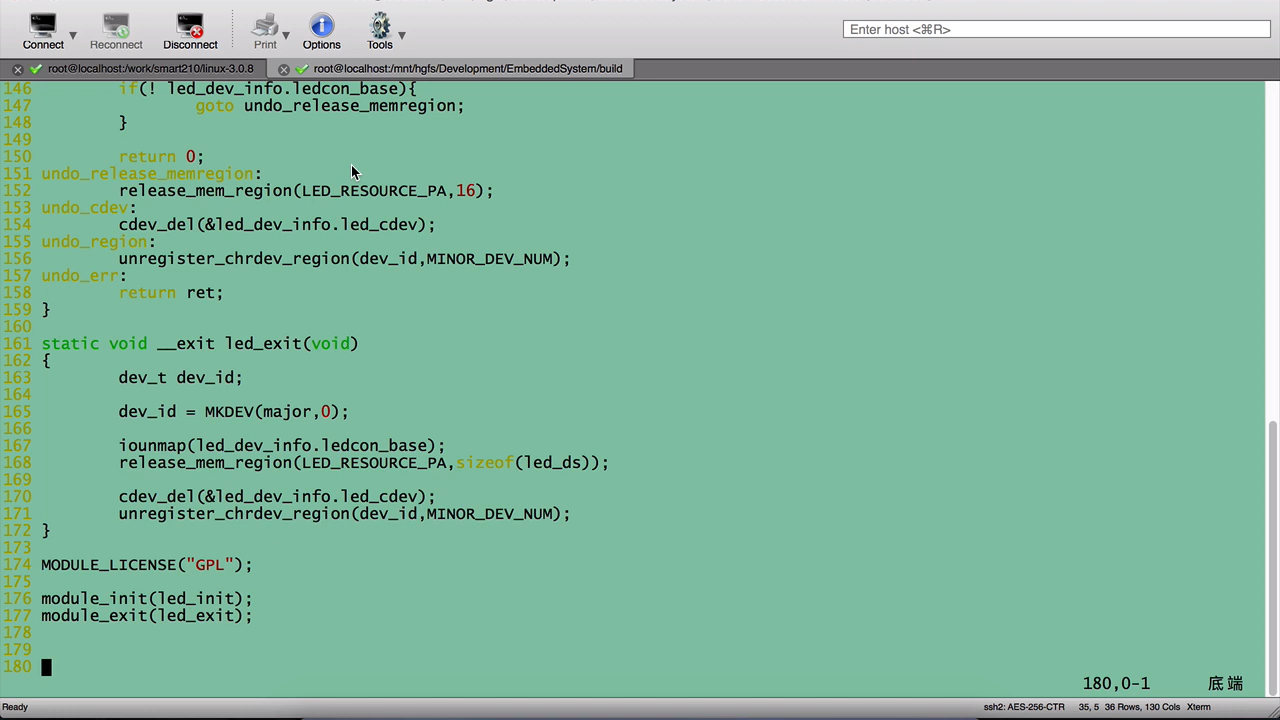 Connect
Reconnect
Disconnect
Print
Options
Tools
Enter host <⌘R>
root@localhost:/work/smart210/linux-3.0.8
root@localhost:/mnt/hgfs/Development/EmbeddedSystem/build
146         if(! led_dev_info.ledcon_base){
147                 goto undo_release_memregion;
148         }
149
150         return 0;
151 undo_release_memregion:
152         release_mem_region(LED_RESOURCE_PA,16);
153 undo_cdev:
154         cdev_del(&led_dev_info.led_cdev);
155 undo_region:
156         unregister_chrdev_region(dev_id,MINOR_DEV_NUM);
157 undo_err:
158         return ret;
159 }
160
161 static void __exit led_exit(void)
162 {
163         dev_t dev_id;
164
165         dev_id = MKDEV(major,0);
166
167         iounmap(led_dev_info.ledcon_base);
168         release_mem_region(LED_RESOURCE_PA,sizeof(led_ds));
169
170         cdev_del(&led_dev_info.led_cdev);
171         unregister_chrdev_region(dev_id,MINOR_DEV_NUM);
172 }
173
174 MODULE_LICENSE("GPL");
175
176 module_init(led_init);
177 module_exit(led_exit);
178
179
180
180,0-1 底端
Ready
ssh2: AES-256-CTR 35, 5 36 Rows, 130 Cols Xterm